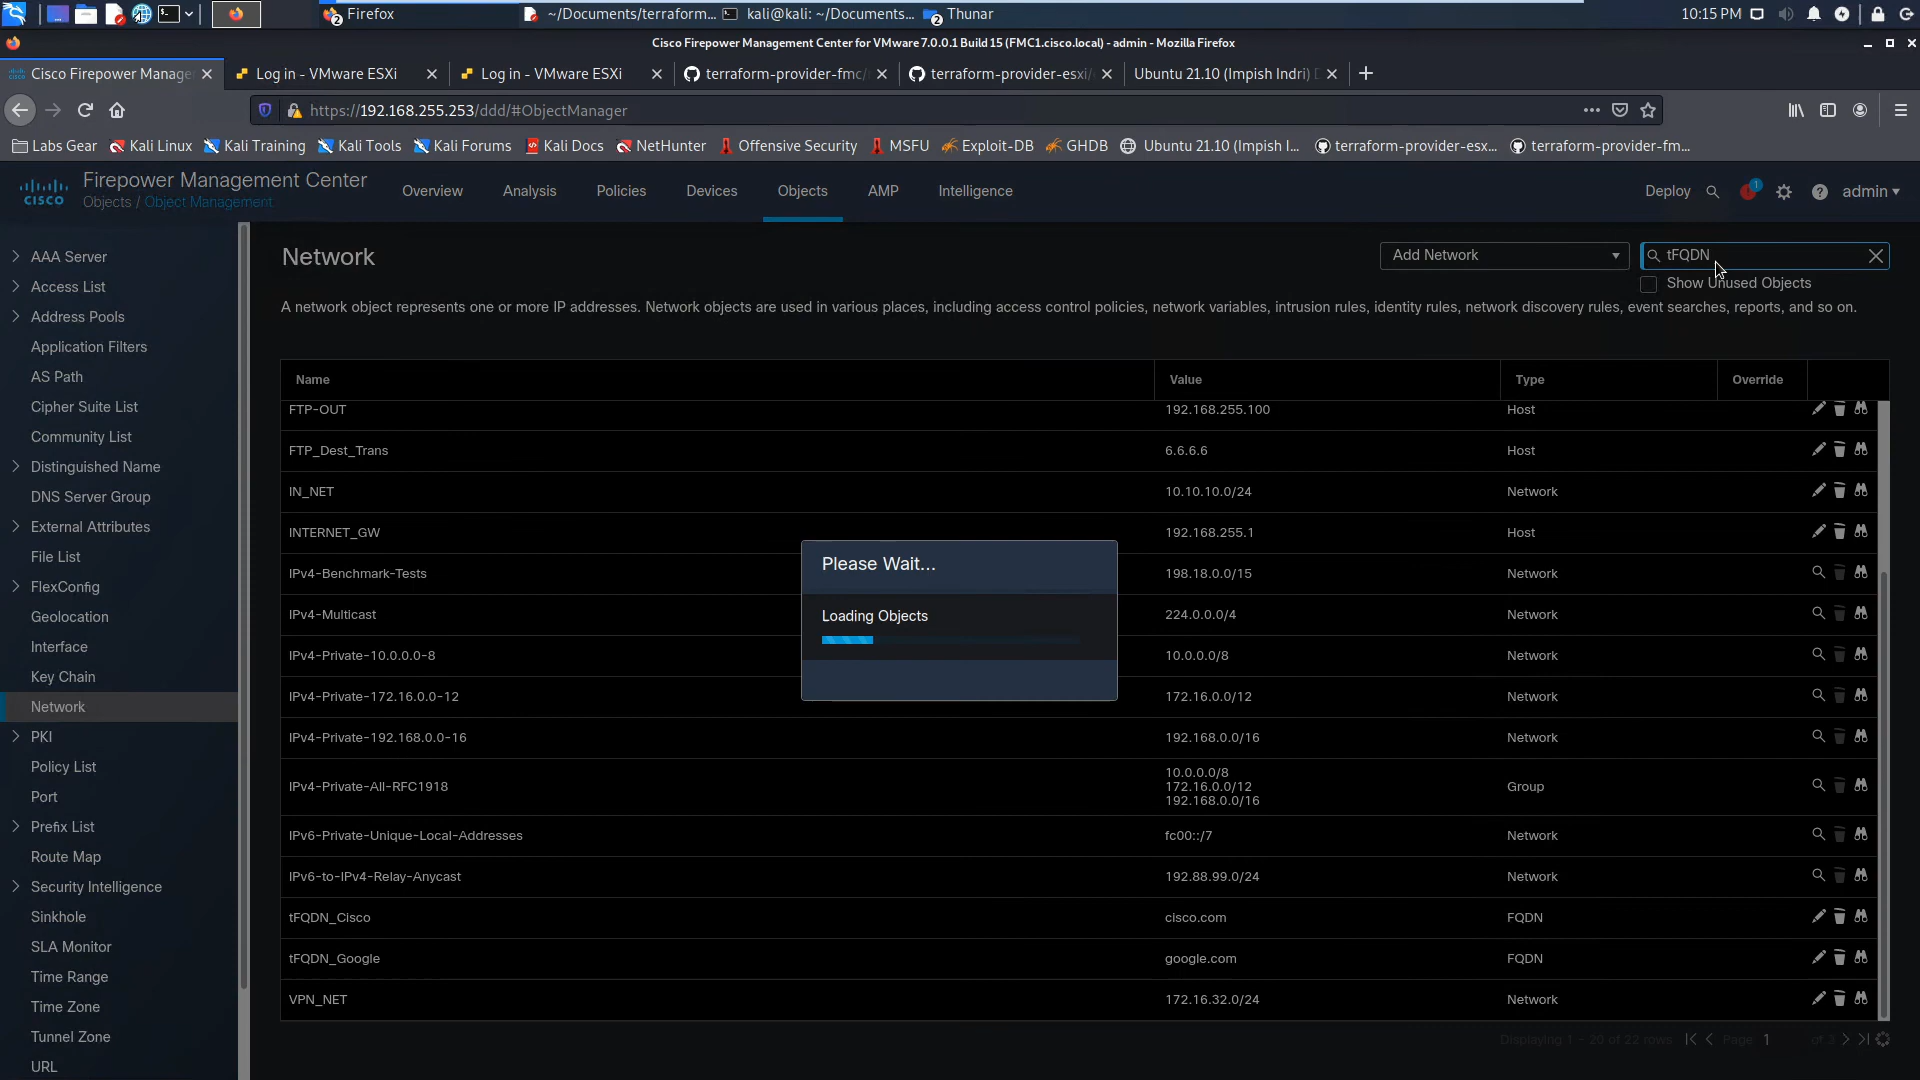 Firefox
~/Documents/terraform...
kali@kali: ~/Documents...
Thunar
10:15 PM
Cisco Firepower Management Center for VMware 7.0.0.1 Build 15 (FMC1.cisco.local) - admin - Mozilla Firefox
Cisco Firepower Manage
Log in - VMware ESXi
Log in - VMware ESXi
terraform-provider-fmc/
terraform-provider-esxi/
Ubuntu 21.10 (Impish Indri)
https://192.168.255.253/ddd/#ObjectManager
Labs Gear
Kali Linux
Kali Training
Kali Tools
Kali Forums
Kali Docs
NetHunter
Offensive Security
MSFU
Exploit-DB
GHDB
Ubuntu 21.10 (Impish I...
terraform-provider-esx...
terraform-provider-fm...
CISCO
Firepower Management Center
Objects / Object Management
Overview
Analysis
Policies
Devices
Objects
AMP
Intelligence
Deploy
1
admin
AAA Server
Access List
Address Pools
Application Filters
AS Path
Cipher Suite List
Community List
Distinguished Name
DNS Server Group
External Attributes
File List
FlexConfig
Geolocation
Interface
Key Chain
Network
PKI
Policy List
Port
Prefix List
Route Map
Security Intelligence
Sinkhole
SLA Monitor
Time Range
Time Zone
Tunnel Zone
URL
Network
Add Network
tFQDN
Show Unused Objects
A network object represents one or more IP addresses. Network objects are used in various places, including access control policies, network variables, intrusion rules, identity rules, network discovery rules, event searches, reports, and so on.
Name Value Type Override
FTP-OUT 192.168.255.100 Host
FTP_Dest_Trans 6.6.6.6 Host
IN_NET 10.10.10.0/24 Network
INTERNET_GW 192.168.255.1 Host
IPv4-Benchmark-Tests 198.18.0.0/15 Network
IPv4-Multicast 224.0.0.0/4 Network
IPv4-Private-10.0.0.0-8 10.0.0.0/8 Network
IPv4-Private-172.16.0.0-12 172.16.0.0/12 Network
IPv4-Private-192.168.0.0-16 192.168.0.0/16 Network
IPv4-Private-All-RFC1918 10.0.0.0/8
172.16.0.0/12
192.168.0.0/16 Group
IPv6-Private-Unique-Local-Addresses fc00::/7 Network
IPv6-to-IPv4-Relay-Anycast 192.88.99.0/24 Network
tFQDN_Cisco cisco.com FQDN
tFQDN_Google google.com FQDN
VPN_NET 172.16.32.0/24 Network
Please Wait...
Loading Objects
Displaying 1 - 20 of 22 rows
Page 1